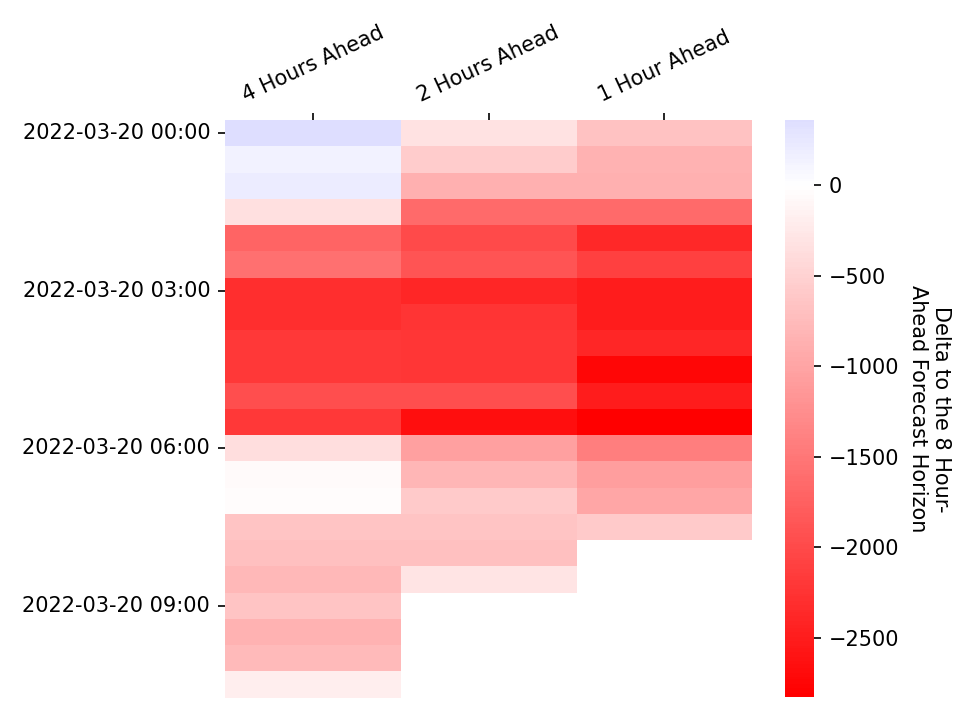 4 Hours Ahead
2 Hours Ahead
1 Hour Ahead
2022-03-20 00:00
2022-03-20 03:00
2022-03-20 06:00
2022-03-20 09:00
0
−500
−1000
−1500
−2000
−2500
Delta to the 8 Hour-
Ahead Forecast Horizon